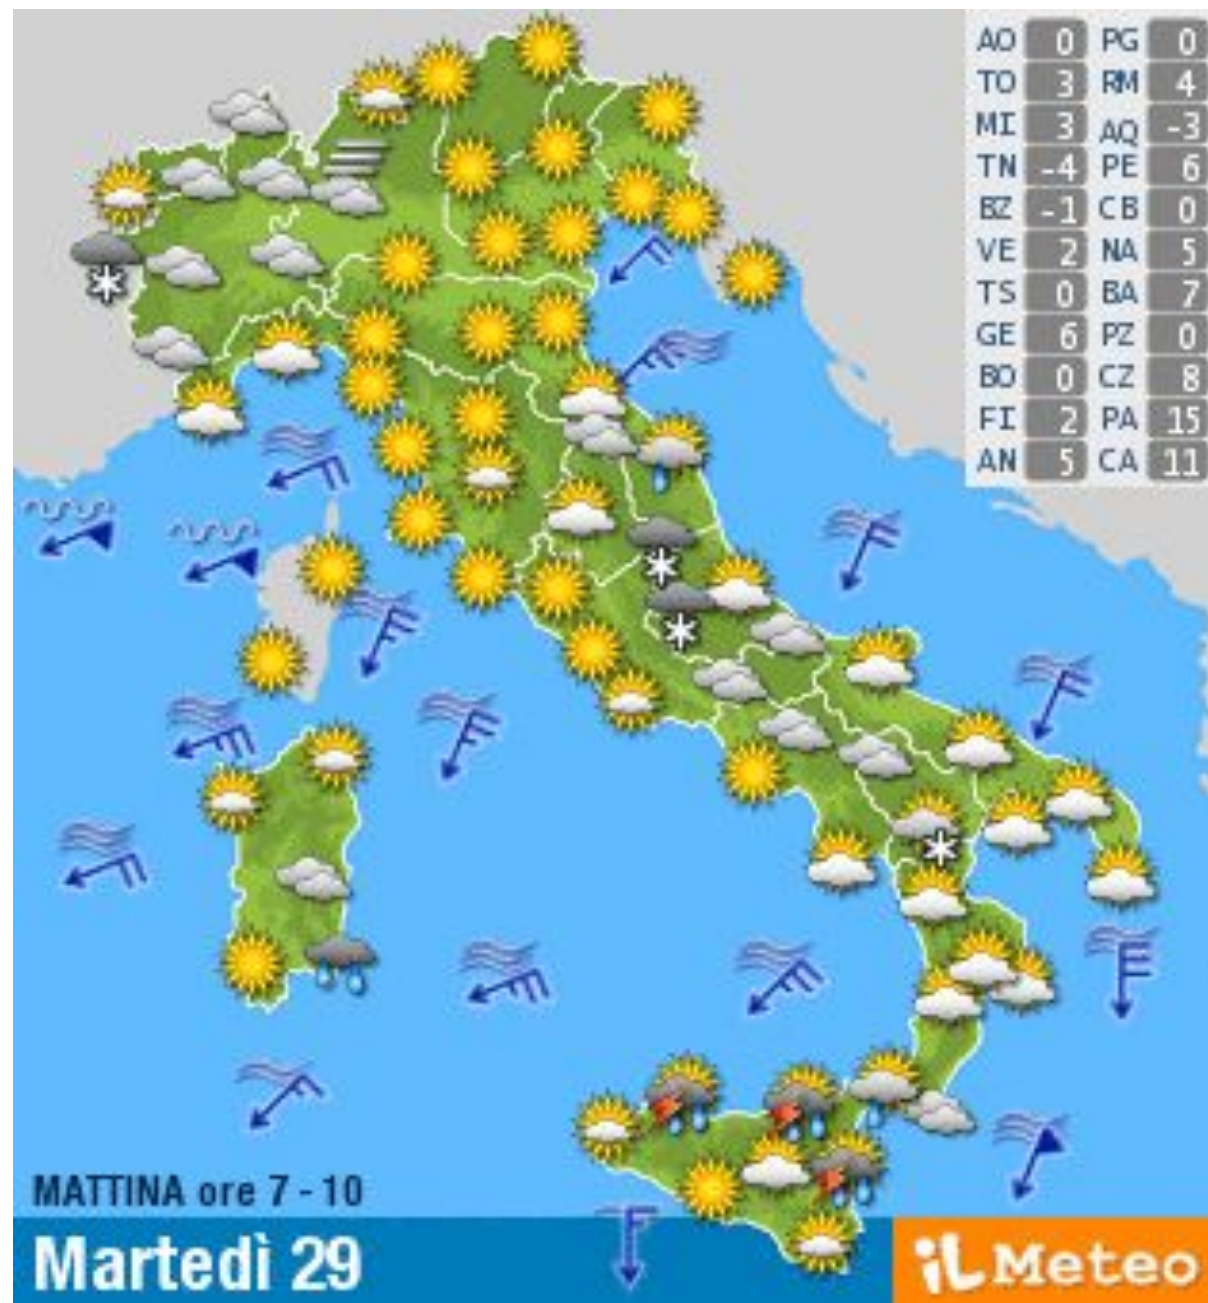 AO 0 PG 0
TO 3 RM 4
MI 3 AQ -3
TN -4 PE 6
BZ -1 CB 0
VE 2 NA 5
TS 0 BA 7
GE 6 PZ 0
BO 0 CZ 8
FI 2 PA 15
AN 5 CA 11
MATTINA ore 7 - 10
Martedì 29
iL Meteo